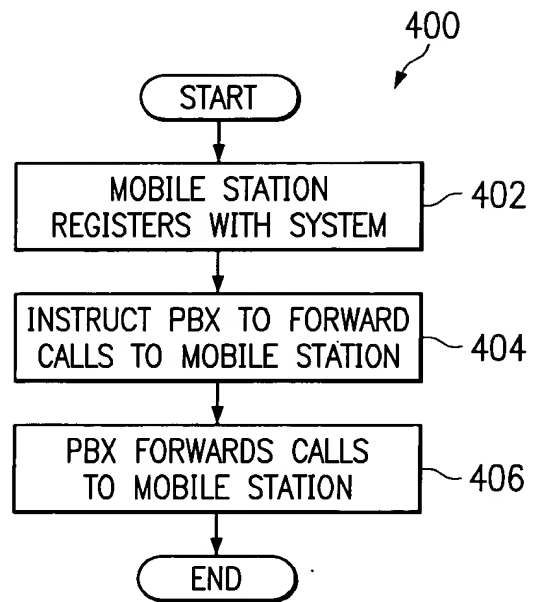 400
START
MOBILE STATION
REGISTERS WITH SYSTEM
402
INSTRUCT PBX TO FORWARD
CALLS TO MOBILE STATION
404
PBX FORWARDS CALLS
TO MOBILE STATION
406
END